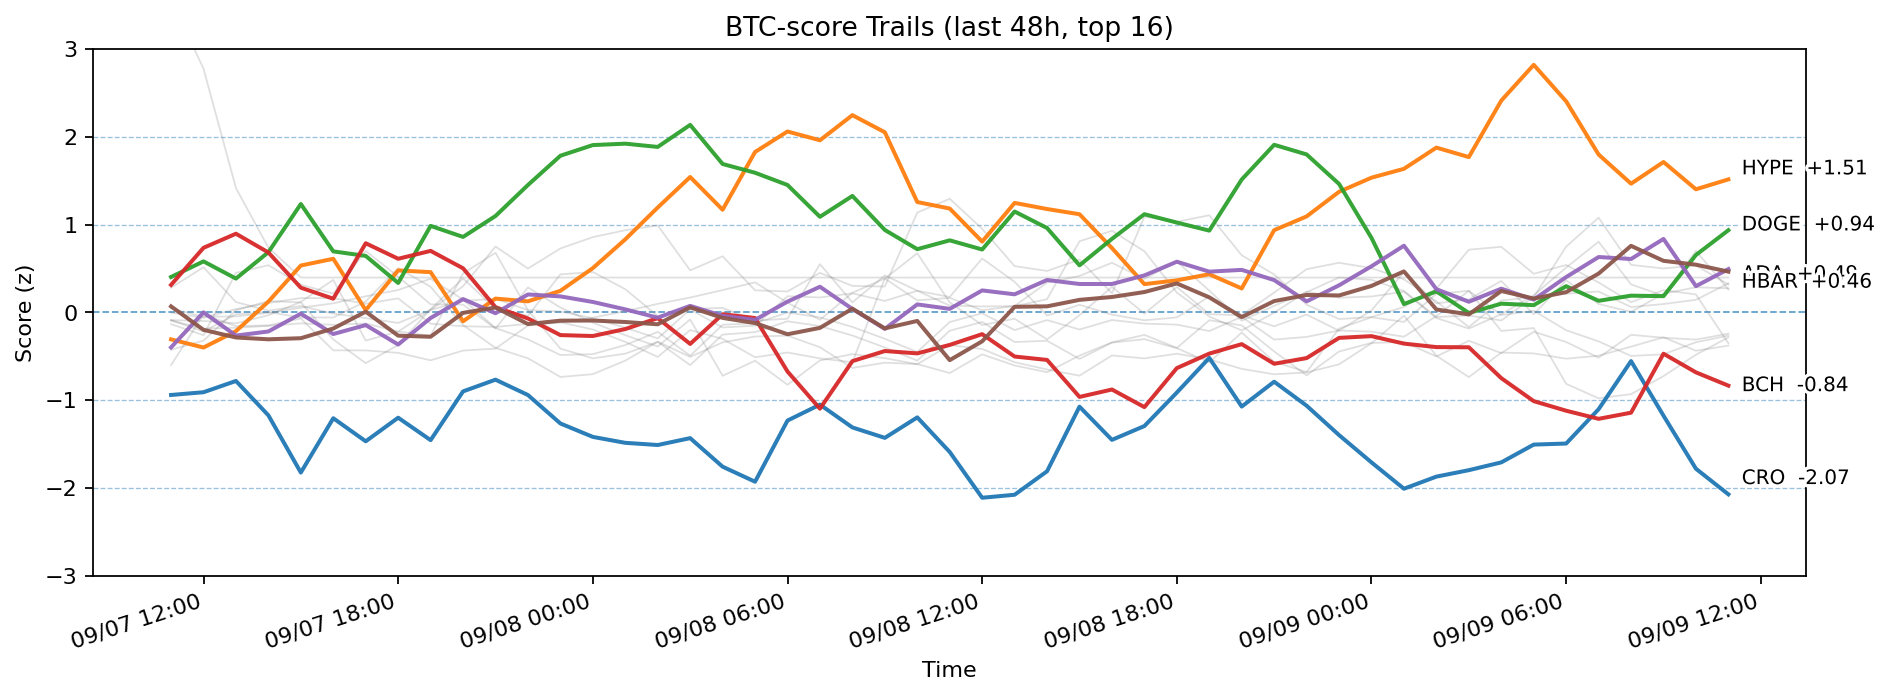 BTC-score Trails (last 48h, top 16)
Score (z)
3
2
1
0
−1
−2
−3
HYPE +1.51
DOGE +0.94
HBAR +0.46
BCH -0.84
CRO -2.07
09/07 12:00
09/07 18:00
09/08 00:00
09/08 06:00
09/08 12:00
09/08 18:00
09/09 00:00
09/09 06:00
09/09 12:00
Time